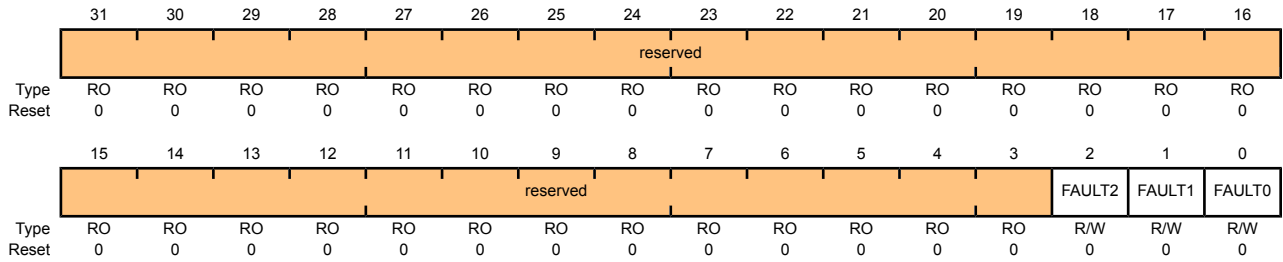 31 30 29 28 27 26 25 24 23 22 21 20 19 18 17 16
reserved
Type RO RO RO RO RO RO RO RO RO RO RO RO RO RO RO RO
Reset 0 0 0 0 0 0 0 0 0 0 0 0 0 0 0 0
15 14 13 12 11 10 9 8 7 6 5 4 3 2 1 0
reserved FAULT2 FAULT1 FAULT0
Type RO RO RO RO RO RO RO RO RO RO RO RO RO R/W R/W R/W
Reset 0 0 0 0 0 0 0 0 0 0 0 0 0 0 0 0